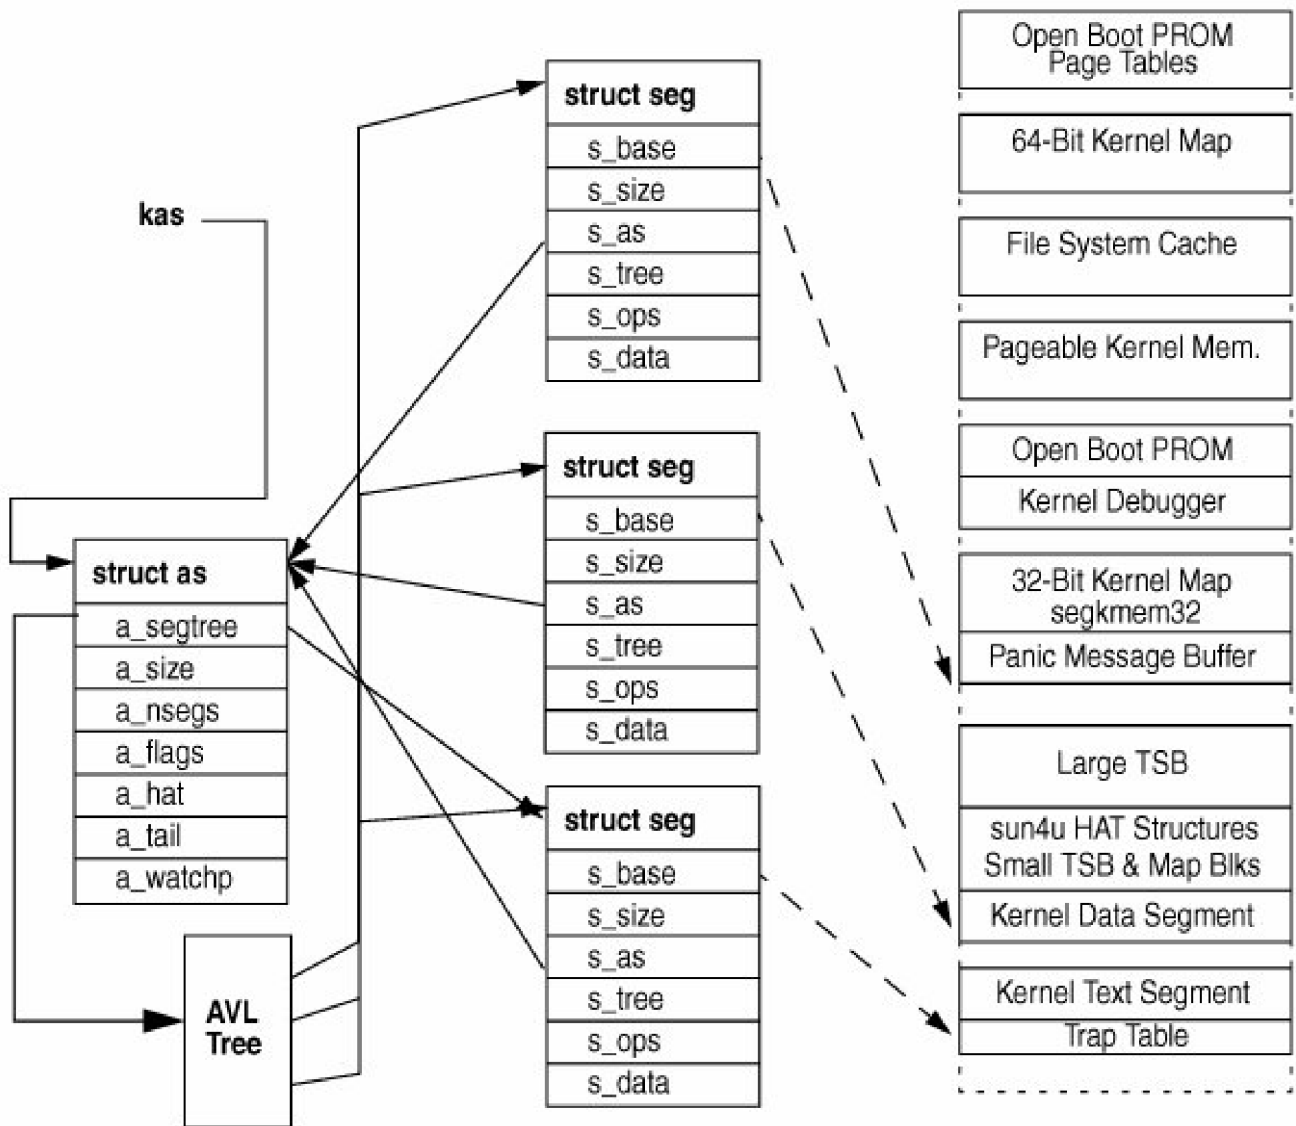 kas
struct as
a_segtree
a_size
a_nsegs
a_flags
a_hat
a_tail
a_watchp
AVL
Tree
struct seg
s_base
s_size
s_as
s_tree
s_ops
s_data
struct seg
s_base
s_size
s_as
s_tree
s_ops
s_data
struct seg
s_base
s_size
s_as
s_tree
s_ops
s_data
Open Boot PROM
Page Tables
64-Bit Kernel Map
File System Cache
Pageable Kernel Mem.
Open Boot PROM
Kernel Debugger
32-Bit Kernel Map
segkmem32
Panic Message Buffer
Large TSB
sun4u HAT Structures
Small TSB & Map Blks
Kernel Data Segment
Kernel Text Segment
Trap Table